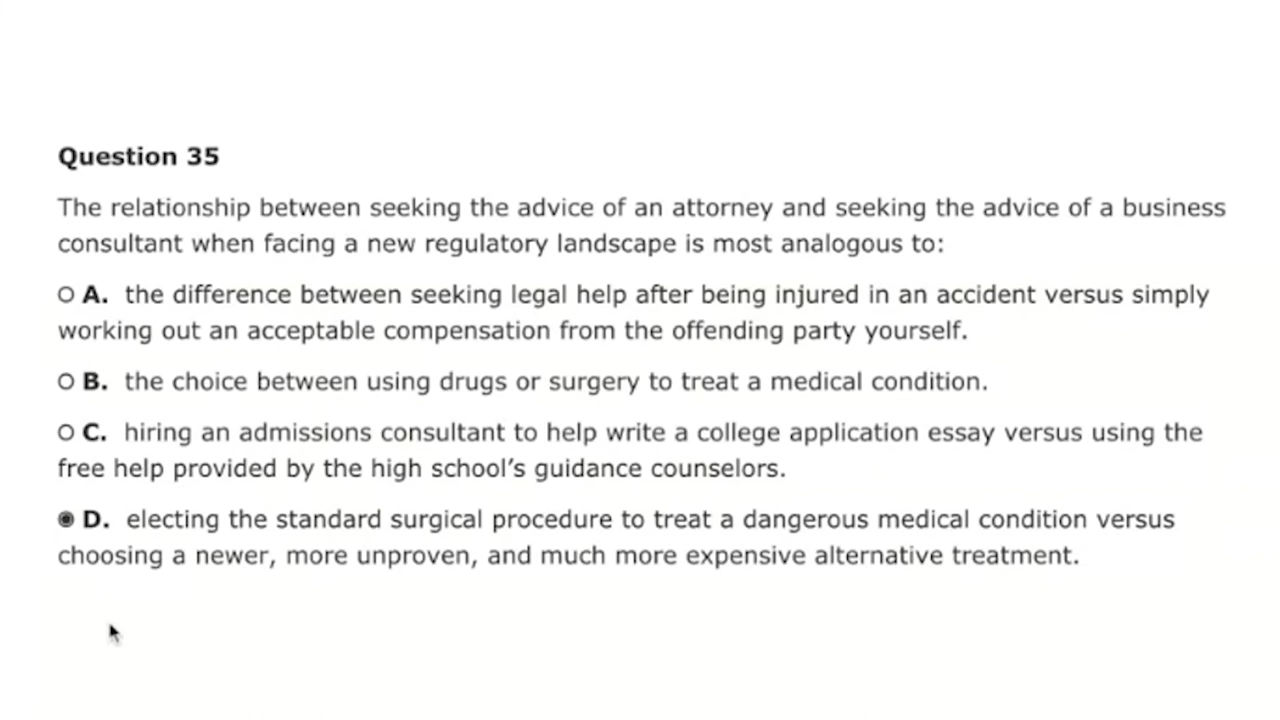 Question 35
The relationship between seeking the advice of an attorney and seeking the advice of a business
consultant when facing a new regulatory landscape is most analogous to:
A. the difference between seeking legal help after being injured in an accident versus simply
working out an acceptable compensation from the offending party yourself.
B. the choice between using drugs or surgery to treat a medical condition.
C. hiring an admissions consultant to help write a college application essay versus using the
free help provided by the high school’s guidance counselors.
D. electing the standard surgical procedure to treat a dangerous medical condition versus
choosing a newer, more unproven, and much more expensive alternative treatment.